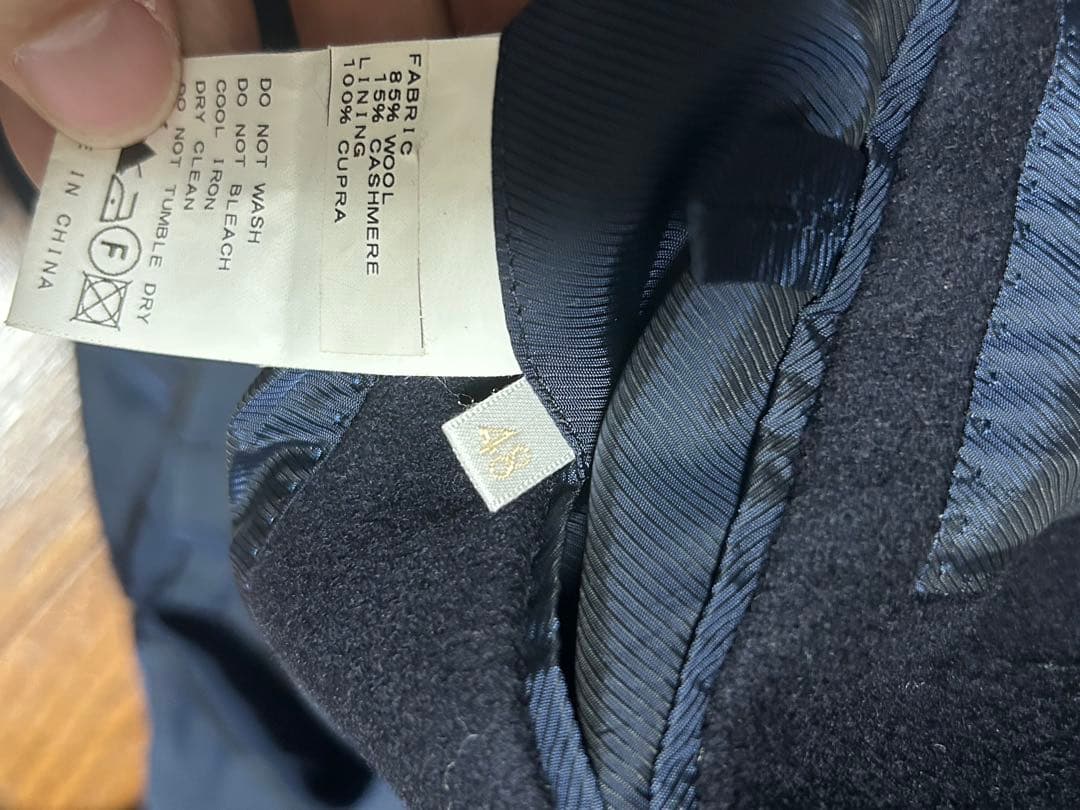 FABRIC
85% WOOL
15% CASHMERE
LINING
100% CUPRA
DO NOT WASH
DO NOT BLEACH
COOL IRON
DRY CLEAN
DO NOT TUMBLE DRY
F
IN CHINA
48